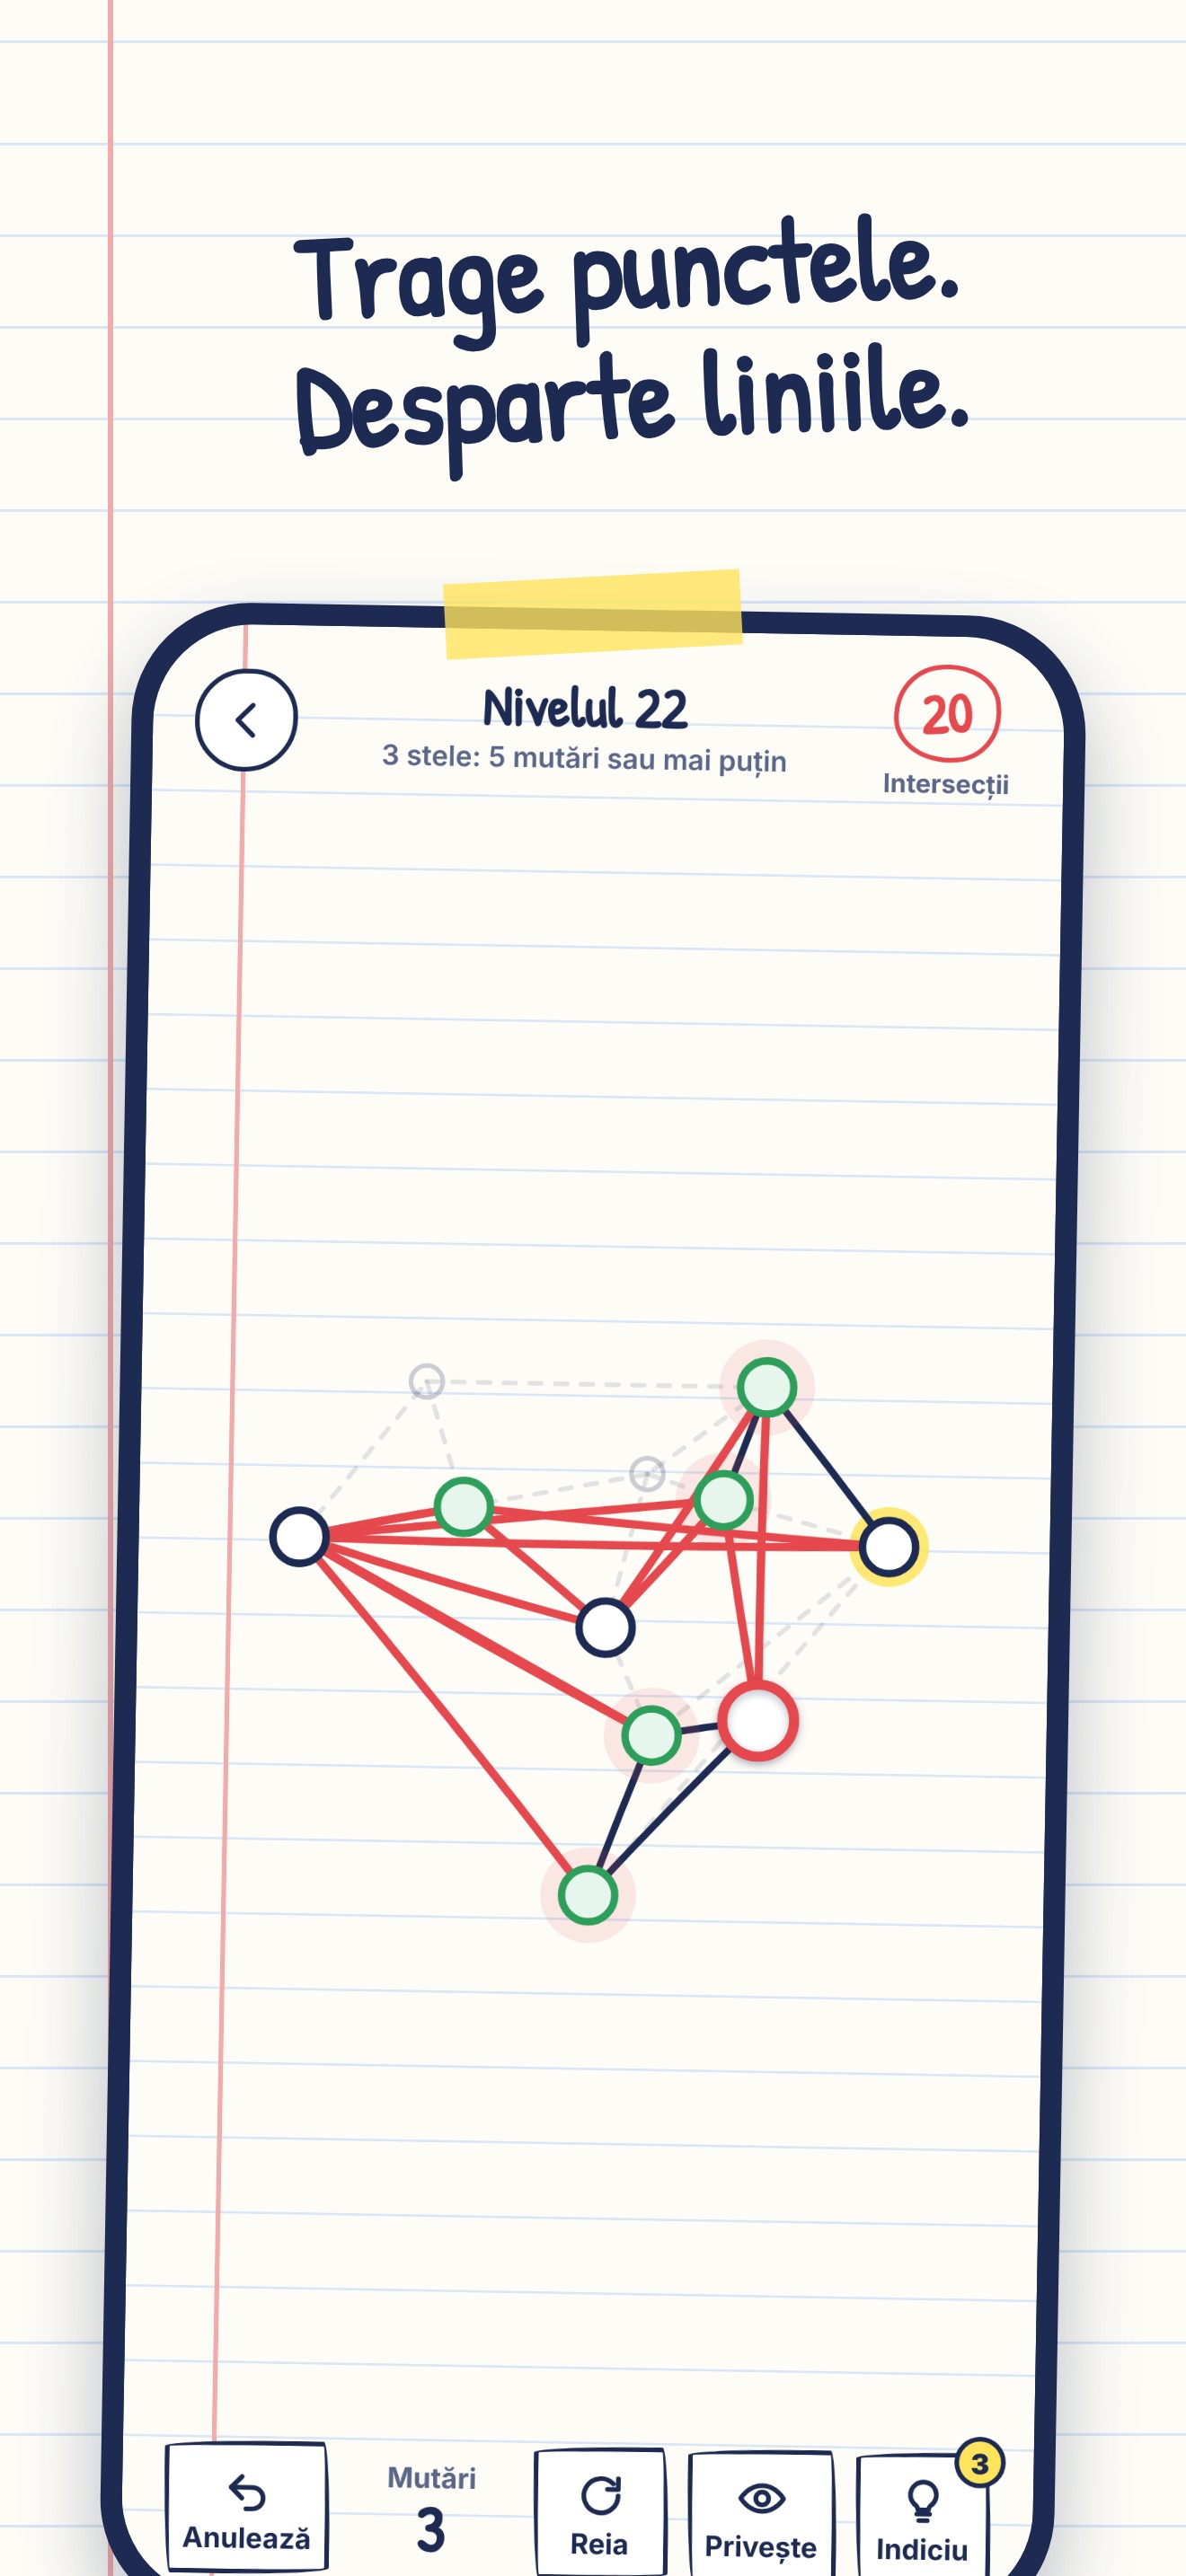 Trage punctele.
Desparte liniile.
Nivelul 22
3 stele: 5 mutări sau mai puțin
20
Intersecții
Anulează
Mutări
3
Reia
Privește
3
Indiciu